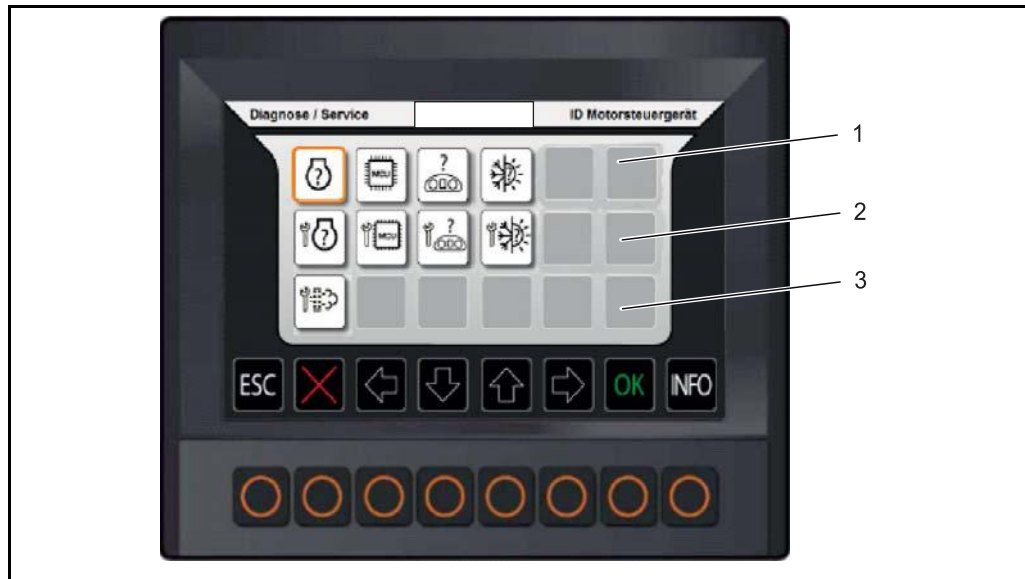 Diagnose / Service
ID Motorsteuergerät
1
?
MCU
?
?
2
?
MCU
?
?
3
ESC
OK
INFO